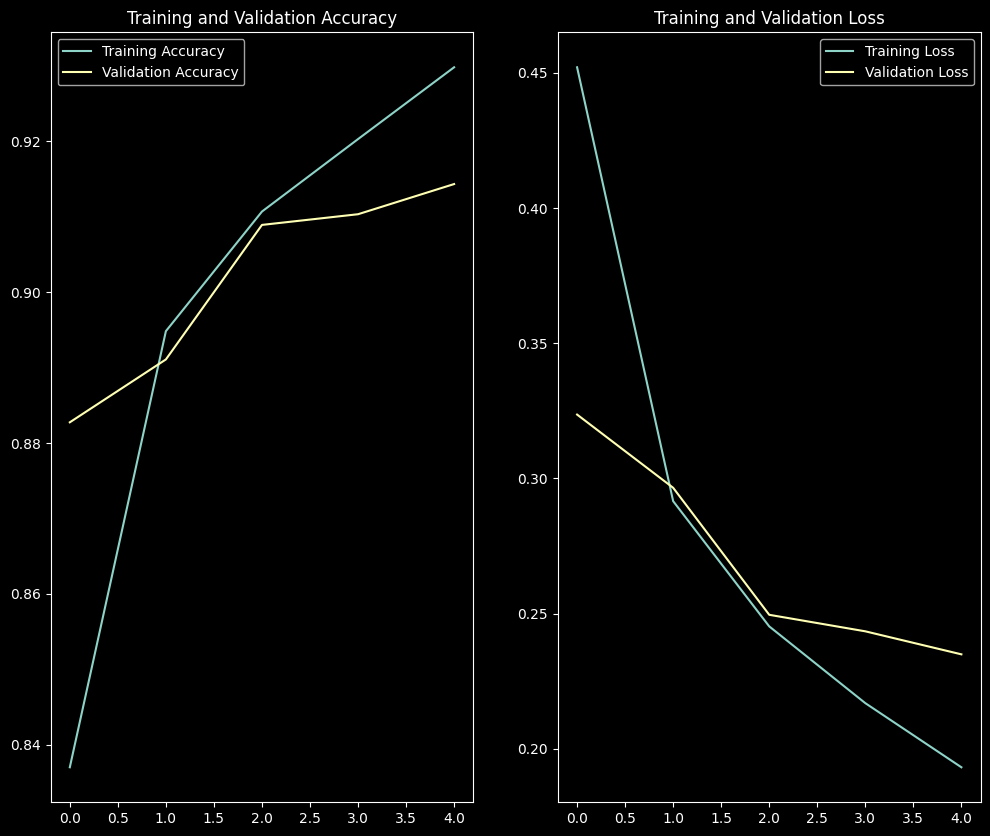 Training and Validation Accuracy
Training Accuracy
Validation Accuracy
0.92
0.90
0.88
0.86
0.84
0.0 0.5 1.0 1.5 2.0 2.5 3.0 3.5 4.0
Training and Validation Loss
Training Loss
Validation Loss
0.45
0.40
0.35
0.30
0.25
0.20
0.0 0.5 1.0 1.5 2.0 2.5 3.0 3.5 4.0